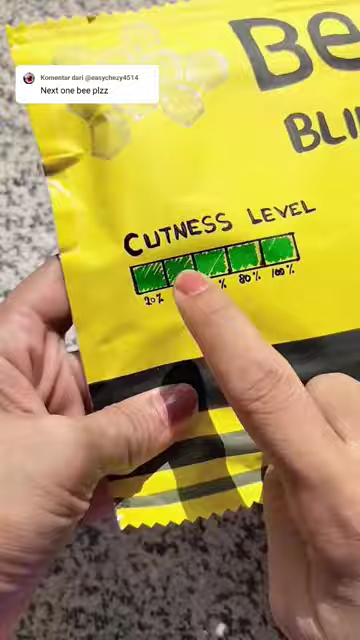 Komentar dari @easychezy4514
Next one bee plzz
Be
BLI
CUTNESS LEVEL
20% % 80% 100%